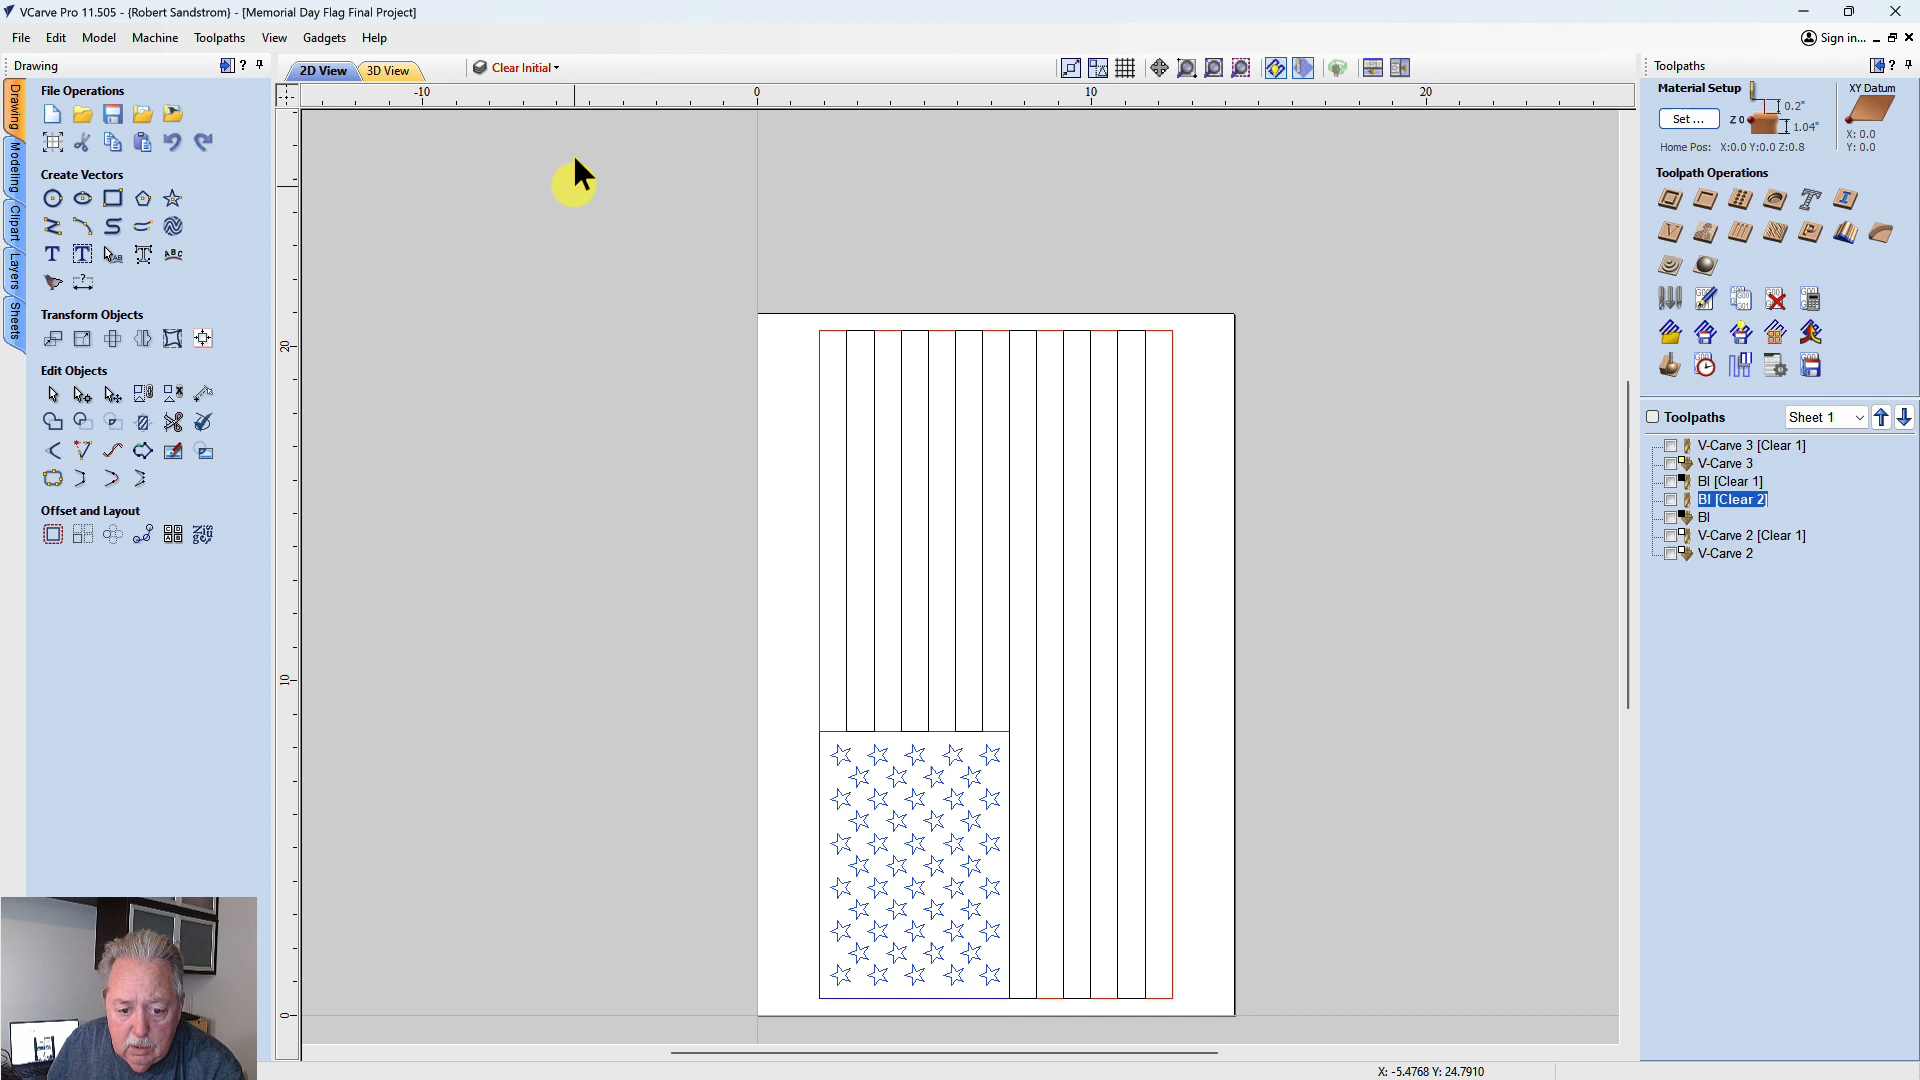 VCarve Pro 11.505 - {Robert Sandstrom} - [Memorial Day Flag Final Project]
File Edit Model Machine Toolpaths View Gadgets Help
Sign in...
Drawing
2D View
3D View
Clear Initial
Toolpaths
Drawing
Modeling
Clipart
Layers
Sheets
File Operations
Create Vectors
Transform Objects
Edit Objects
Offset and Layout
-10 0 10 20
20
10
0
Material Setup
Set ...
Z 0
0.2"
1.04"
XY Datum
X: 0.0
Y: 0.0
Home Pos: X:0.0 Y:0.0 Z:0.8
Toolpath Operations
Toolpaths
Sheet 1
V-Carve 3 [Clear 1]
V-Carve 3
Bl [Clear 1]
Bl [Clear 2]
Bl
V-Carve 2 [Clear 1]
V-Carve 2
X: -5.4768 Y: 24.7910